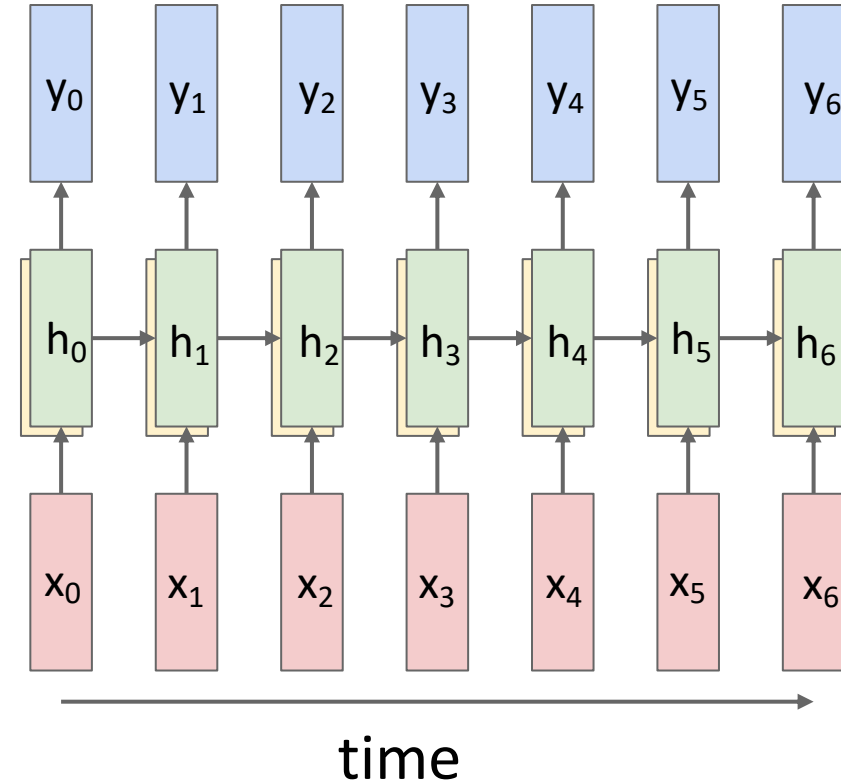 y₀ y₁ y₂ y₃ y₄ y₅ y₆
h₀ h₁ h₂ h₃ h₄ h₅ h₆
x₀ x₁ x₂ x₃ x₄ x₅ x₆
time